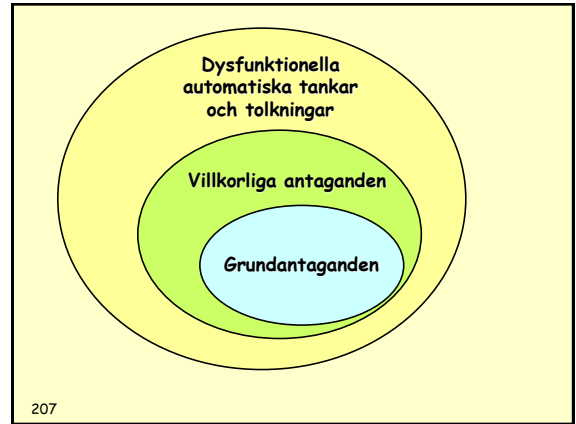 Dysfunktionella
automatiska tankar
och tolkningar
Villkorliga antaganden
Grundantaganden
207